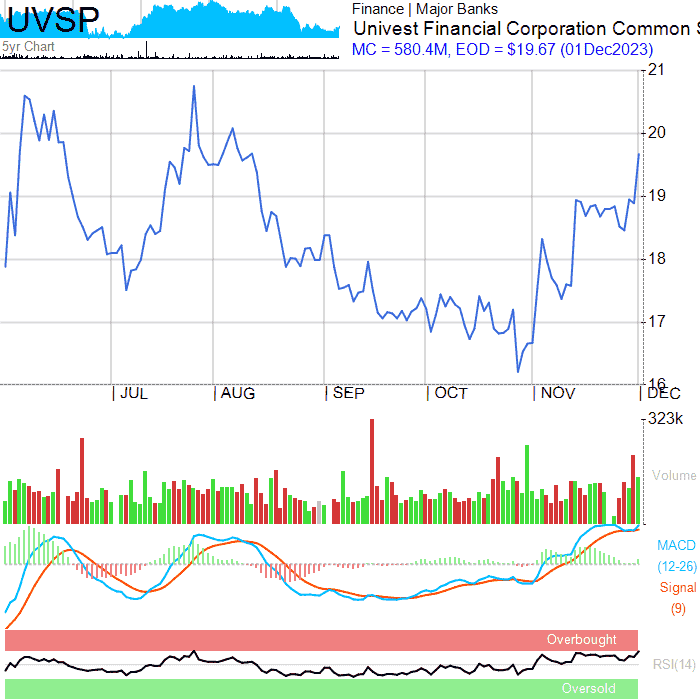 UVSP
5yr Chart
Finance | Major Banks
Univest Financial Corporation Common S
MC = 580.4M, EOD = $19.67 (01Dec2023)
21
20
19
18
17
16
| JUL | AUG | SEP | OCT | NOV | DEC
323k
Volume
MACD
(12-26)
Signal
(9)
Overbought
RSI(14)
Oversold